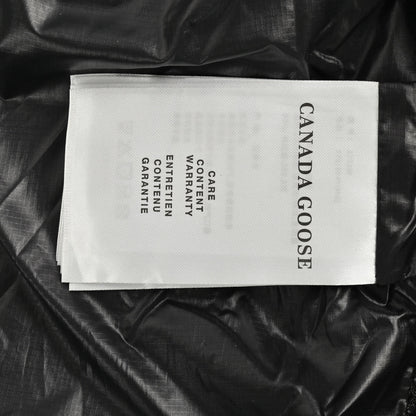 CANADA GOOSE
CARE
CONTENT
WARRANTY
ENTRETIEN
CONTENU
GARANTIE